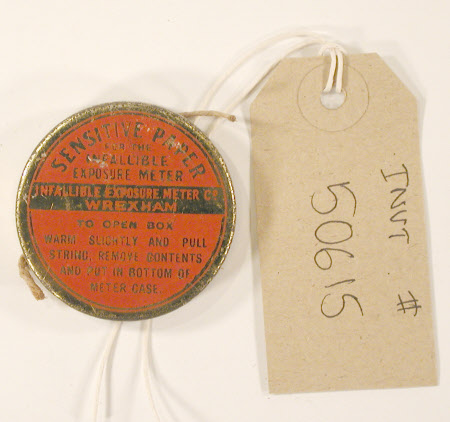 SENSITIVE PAPER
FOR THE
INFALLIBLE
EXPOSURE METER
INFALLIBLE EXPOSURE METER Co
WREXHAM
TO OPEN BOX
WARM SLIGHTLY AND PULL
STRING, REMOVE CONTENTS
AND PUT IN BOTTOM OF
METER CASE.
INVT #
50615